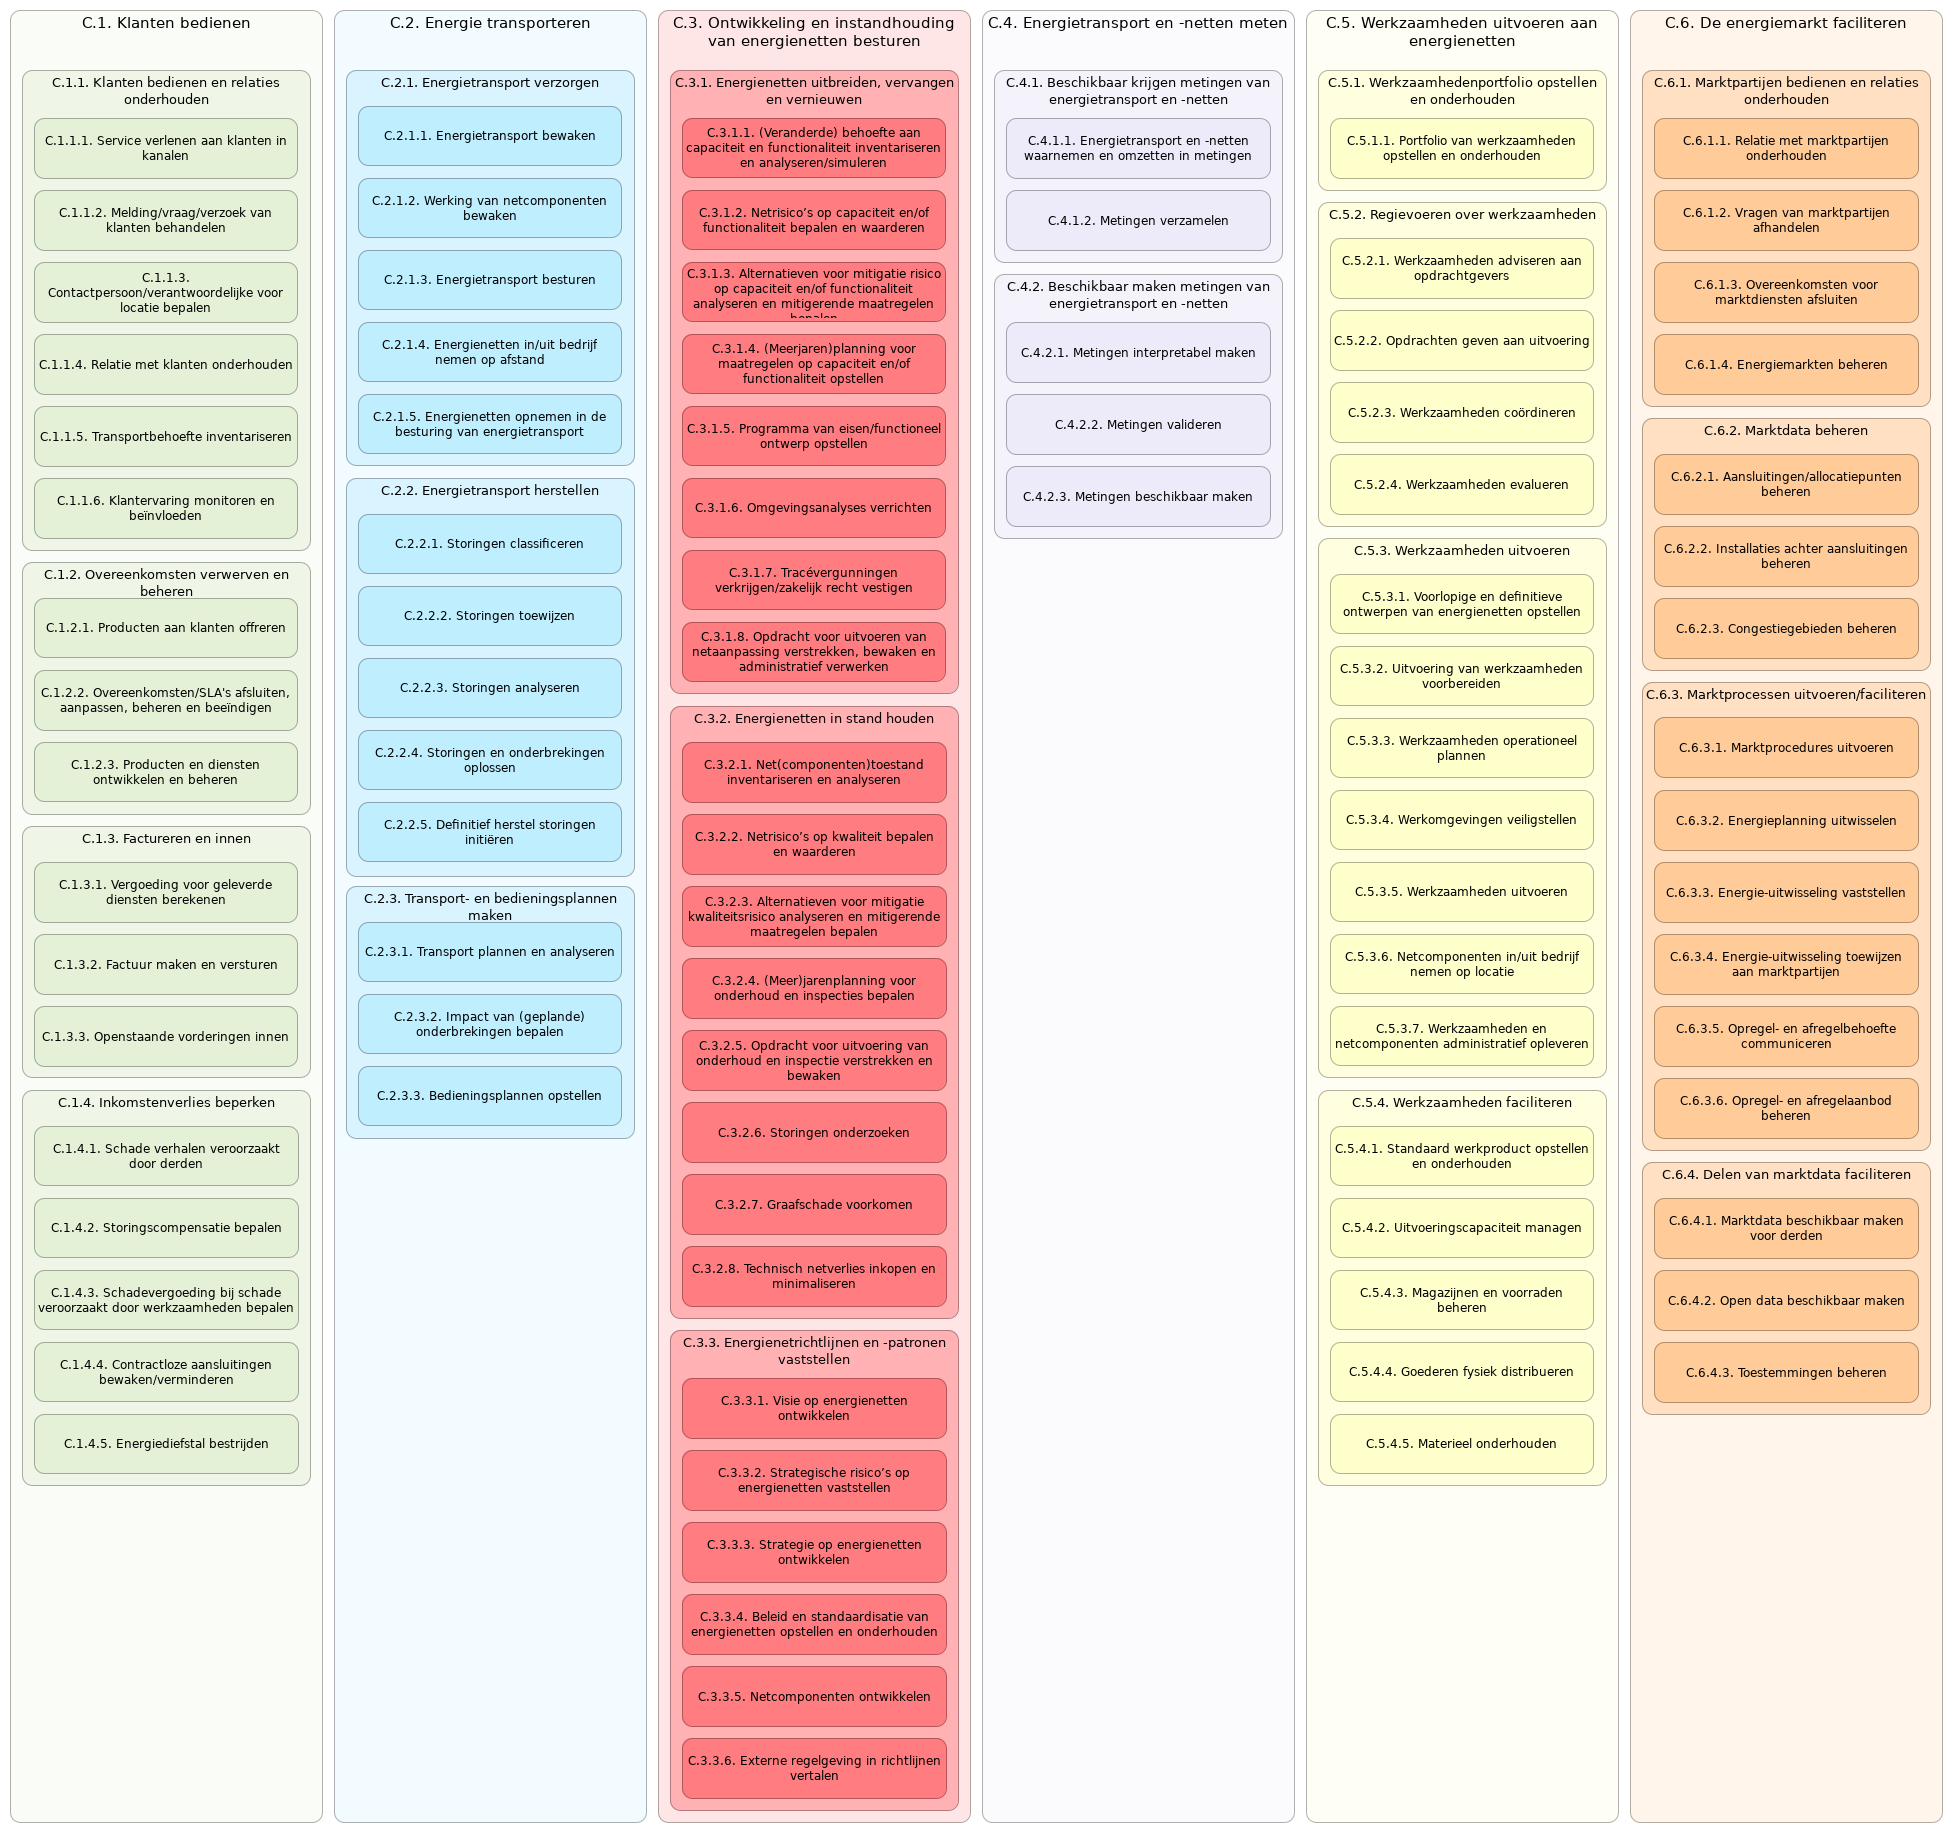 C.1. Klanten bedienen
C.1.1. Klanten bedienen en relaties
onderhouden
C.1.1.1. Service verlenen aan klanten in
kanalen
C.1.1.2. Melding/vraag/verzoek van
klanten behandelen
C.1.1.3.
Contactpersoon/verantwoordelijke voor
locatie bepalen
C.1.1.4. Relatie met klanten onderhouden
C.1.1.5. Transportbehoefte inventariseren
C.1.1.6. Klantervaring monitoren en
beïnvloeden
C.1.2. Overeenkomsten verwerven en
beheren
C.1.2.1. Producten aan klanten offreren
C.1.2.2. Overeenkomsten/SLA's afsluiten,
aanpassen, beheren en beeïndigen
C.1.2.3. Producten en diensten
ontwikkelen en beheren
C.1.3. Factureren en innen
C.1.3.1. Vergoeding voor geleverde
diensten berekenen
C.1.3.2. Factuur maken en versturen
C.1.3.3. Openstaande vorderingen innen
C.1.4. Inkomstenverlies beperken
C.1.4.1. Schade verhalen veroorzaakt
door derden
C.1.4.2. Storingscompensatie bepalen
C.1.4.3. Schadevergoeding bij schade
veroorzaakt door werkzaamheden bepalen
C.1.4.4. Contractloze aansluitingen
bewaken/verminderen
C.1.4.5. Energiediefstal bestrijden
C.2. Energie transporteren
C.2.1. Energietransport verzorgen
C.2.1.1. Energietransport bewaken
C.2.1.2. Werking van netcomponenten
bewaken
C.2.1.3. Energietransport besturen
C.2.1.4. Energienetten in/uit bedrijf
nemen op afstand
C.2.1.5. Energienetten opnemen in de
besturing van energietransport
C.2.2. Energietransport herstellen
C.2.2.1. Storingen classificeren
C.2.2.2. Storingen toewijzen
C.2.2.3. Storingen analyseren
C.2.2.4. Storingen en onderbrekingen
oplossen
C.2.2.5. Definitief herstel storingen
initiëren
C.2.3. Transport- en bedieningsplannen
maken
C.2.3.1. Transport plannen en analyseren
C.2.3.2. Impact van (geplande)
onderbrekingen bepalen
C.2.3.3. Bedieningsplannen opstellen
C.3. Ontwikkeling en instandhouding
van energienetten besturen
C.3.1. Energienetten uitbreiden, vervangen
en vernieuwen
C.3.1.1. (Veranderde) behoefte aan
capaciteit en functionaliteit inventariseren
en analyseren/simuleren
C.3.1.2. Netrisico’s op capaciteit en/of
functionaliteit bepalen en waarderen
C.3.1.3. Alternatieven voor mitigatie risico
op capaciteit en/of functionaliteit
analyseren en mitigerende maatregelen
bepalen
C.3.1.4. (Meerjaren)planning voor
maatregelen op capaciteit en/of
functionaliteit opstellen
C.3.1.5. Programma van eisen/functioneel
ontwerp opstellen
C.3.1.6. Omgevingsanalyses verrichten
C.3.1.7. Tracévergunningen
verkrijgen/zakelijk recht vestigen
C.3.1.8. Opdracht voor uitvoeren van
netaanpassing verstrekken, bewaken en
administratief verwerken
C.3.2. Energienetten in stand houden
C.3.2.1. Net(componenten)toestand
inventariseren en analyseren
C.3.2.2. Netrisico’s op kwaliteit bepalen
en waarderen
C.3.2.3. Alternatieven voor mitigatie
kwaliteitsrisico analyseren en mitigerende
maatregelen bepalen
C.3.2.4. (Meer)jarenplanning voor
onderhoud en inspecties bepalen
C.3.2.5. Opdracht voor uitvoering van
onderhoud en inspectie verstrekken en
bewaken
C.3.2.6. Storingen onderzoeken
C.3.2.7. Graafschade voorkomen
C.3.2.8. Technisch netverlies inkopen en
minimaliseren
C.3.3. Energienetrichtlijnen en -patronen
vaststellen
C.3.3.1. Visie op energienetten
ontwikkelen
C.3.3.2. Strategische risico’s op
energienetten vaststellen
C.3.3.3. Strategie op energienetten
ontwikkelen
C.3.3.4. Beleid en standaardisatie van
energienetten opstellen en onderhouden
C.3.3.5. Netcomponenten ontwikkelen
C.3.3.6. Externe regelgeving in richtlijnen
vertalen
C.4. Energietransport en -netten meten
C.4.1. Beschikbaar krijgen metingen van
energietransport en -netten
C.4.1.1. Energietransport en -netten
waarnemen en omzetten in metingen
C.4.1.2. Metingen verzamelen
C.4.2. Beschikbaar maken metingen van
energietransport en -netten
C.4.2.1. Metingen interpretabel maken
C.4.2.2. Metingen valideren
C.4.2.3. Metingen beschikbaar maken
C.5. Werkzaamheden uitvoeren aan
energienetten
C.5.1. Werkzaamhedenportfolio opstellen
en onderhouden
C.5.1.1. Portfolio van werkzaamheden
opstellen en onderhouden
C.5.2. Regievoeren over werkzaamheden
C.5.2.1. Werkzaamheden adviseren aan
opdrachtgevers
C.5.2.2. Opdrachten geven aan uitvoering
C.5.2.3. Werkzaamheden coördineren
C.5.2.4. Werkzaamheden evalueren
C.5.3. Werkzaamheden uitvoeren
C.5.3.1. Voorlopige en definitieve
ontwerpen van energienetten opstellen
C.5.3.2. Uitvoering van werkzaamheden
voorbereiden
C.5.3.3. Werkzaamheden operationeel
plannen
C.5.3.4. Werkomgevingen veiligstellen
C.5.3.5. Werkzaamheden uitvoeren
C.5.3.6. Netcomponenten in/uit bedrijf
nemen op locatie
C.5.3.7. Werkzaamheden en
netcomponenten administratief opleveren
C.5.4. Werkzaamheden faciliteren
C.5.4.1. Standaard werkproduct opstellen
en onderhouden
C.5.4.2. Uitvoeringscapaciteit managen
C.5.4.3. Magazijnen en voorraden
beheren
C.5.4.4. Goederen fysiek distribueren
C.5.4.5. Materieel onderhouden
C.6. De energiemarkt faciliteren
C.6.1. Marktpartijen bedienen en relaties
onderhouden
C.6.1.1. Relatie met marktpartijen
onderhouden
C.6.1.2. Vragen van marktpartijen
afhandelen
C.6.1.3. Overeenkomsten voor
marktdiensten afsluiten
C.6.1.4. Energiemarkten beheren
C.6.2. Marktdata beheren
C.6.2.1. Aansluitingen/allocatiepunten
beheren
C.6.2.2. Installaties achter aansluitingen
beheren
C.6.2.3. Congestiegebieden beheren
C.6.3. Marktprocessen uitvoeren/faciliteren
C.6.3.1. Marktprocedures uitvoeren
C.6.3.2. Energieplanning uitwisselen
C.6.3.3. Energie-uitwisseling vaststellen
C.6.3.4. Energie-uitwisseling toewijzen
aan marktpartijen
C.6.3.5. Opregel- en afregelbehoefte
communiceren
C.6.3.6. Opregel- en afregelaanbod
beheren
C.6.4. Delen van marktdata faciliteren
C.6.4.1. Marktdata beschikbaar maken
voor derden
C.6.4.2. Open data beschikbaar maken
C.6.4.3. Toestemmingen beheren